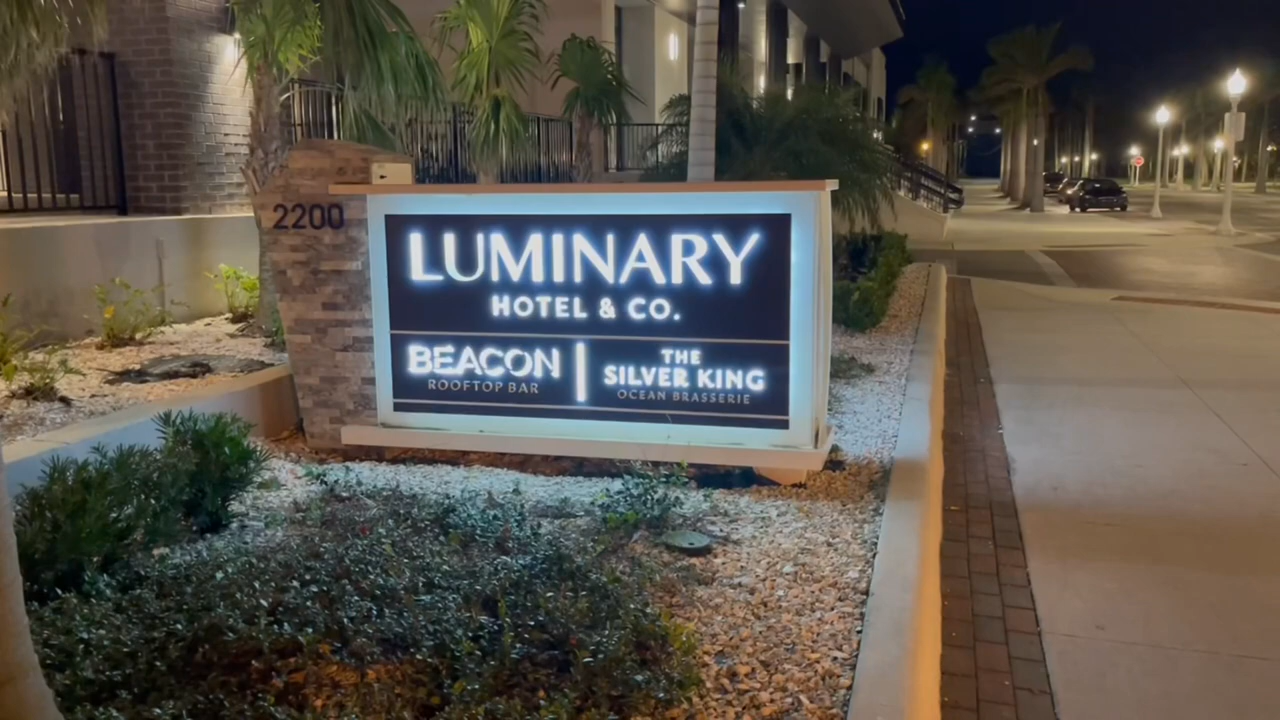 2200
LUMINARY
HOTEL & CO.
BEACON
ROOFTOP BAR
THE
SILVER KING
OCEAN BRASSERIE